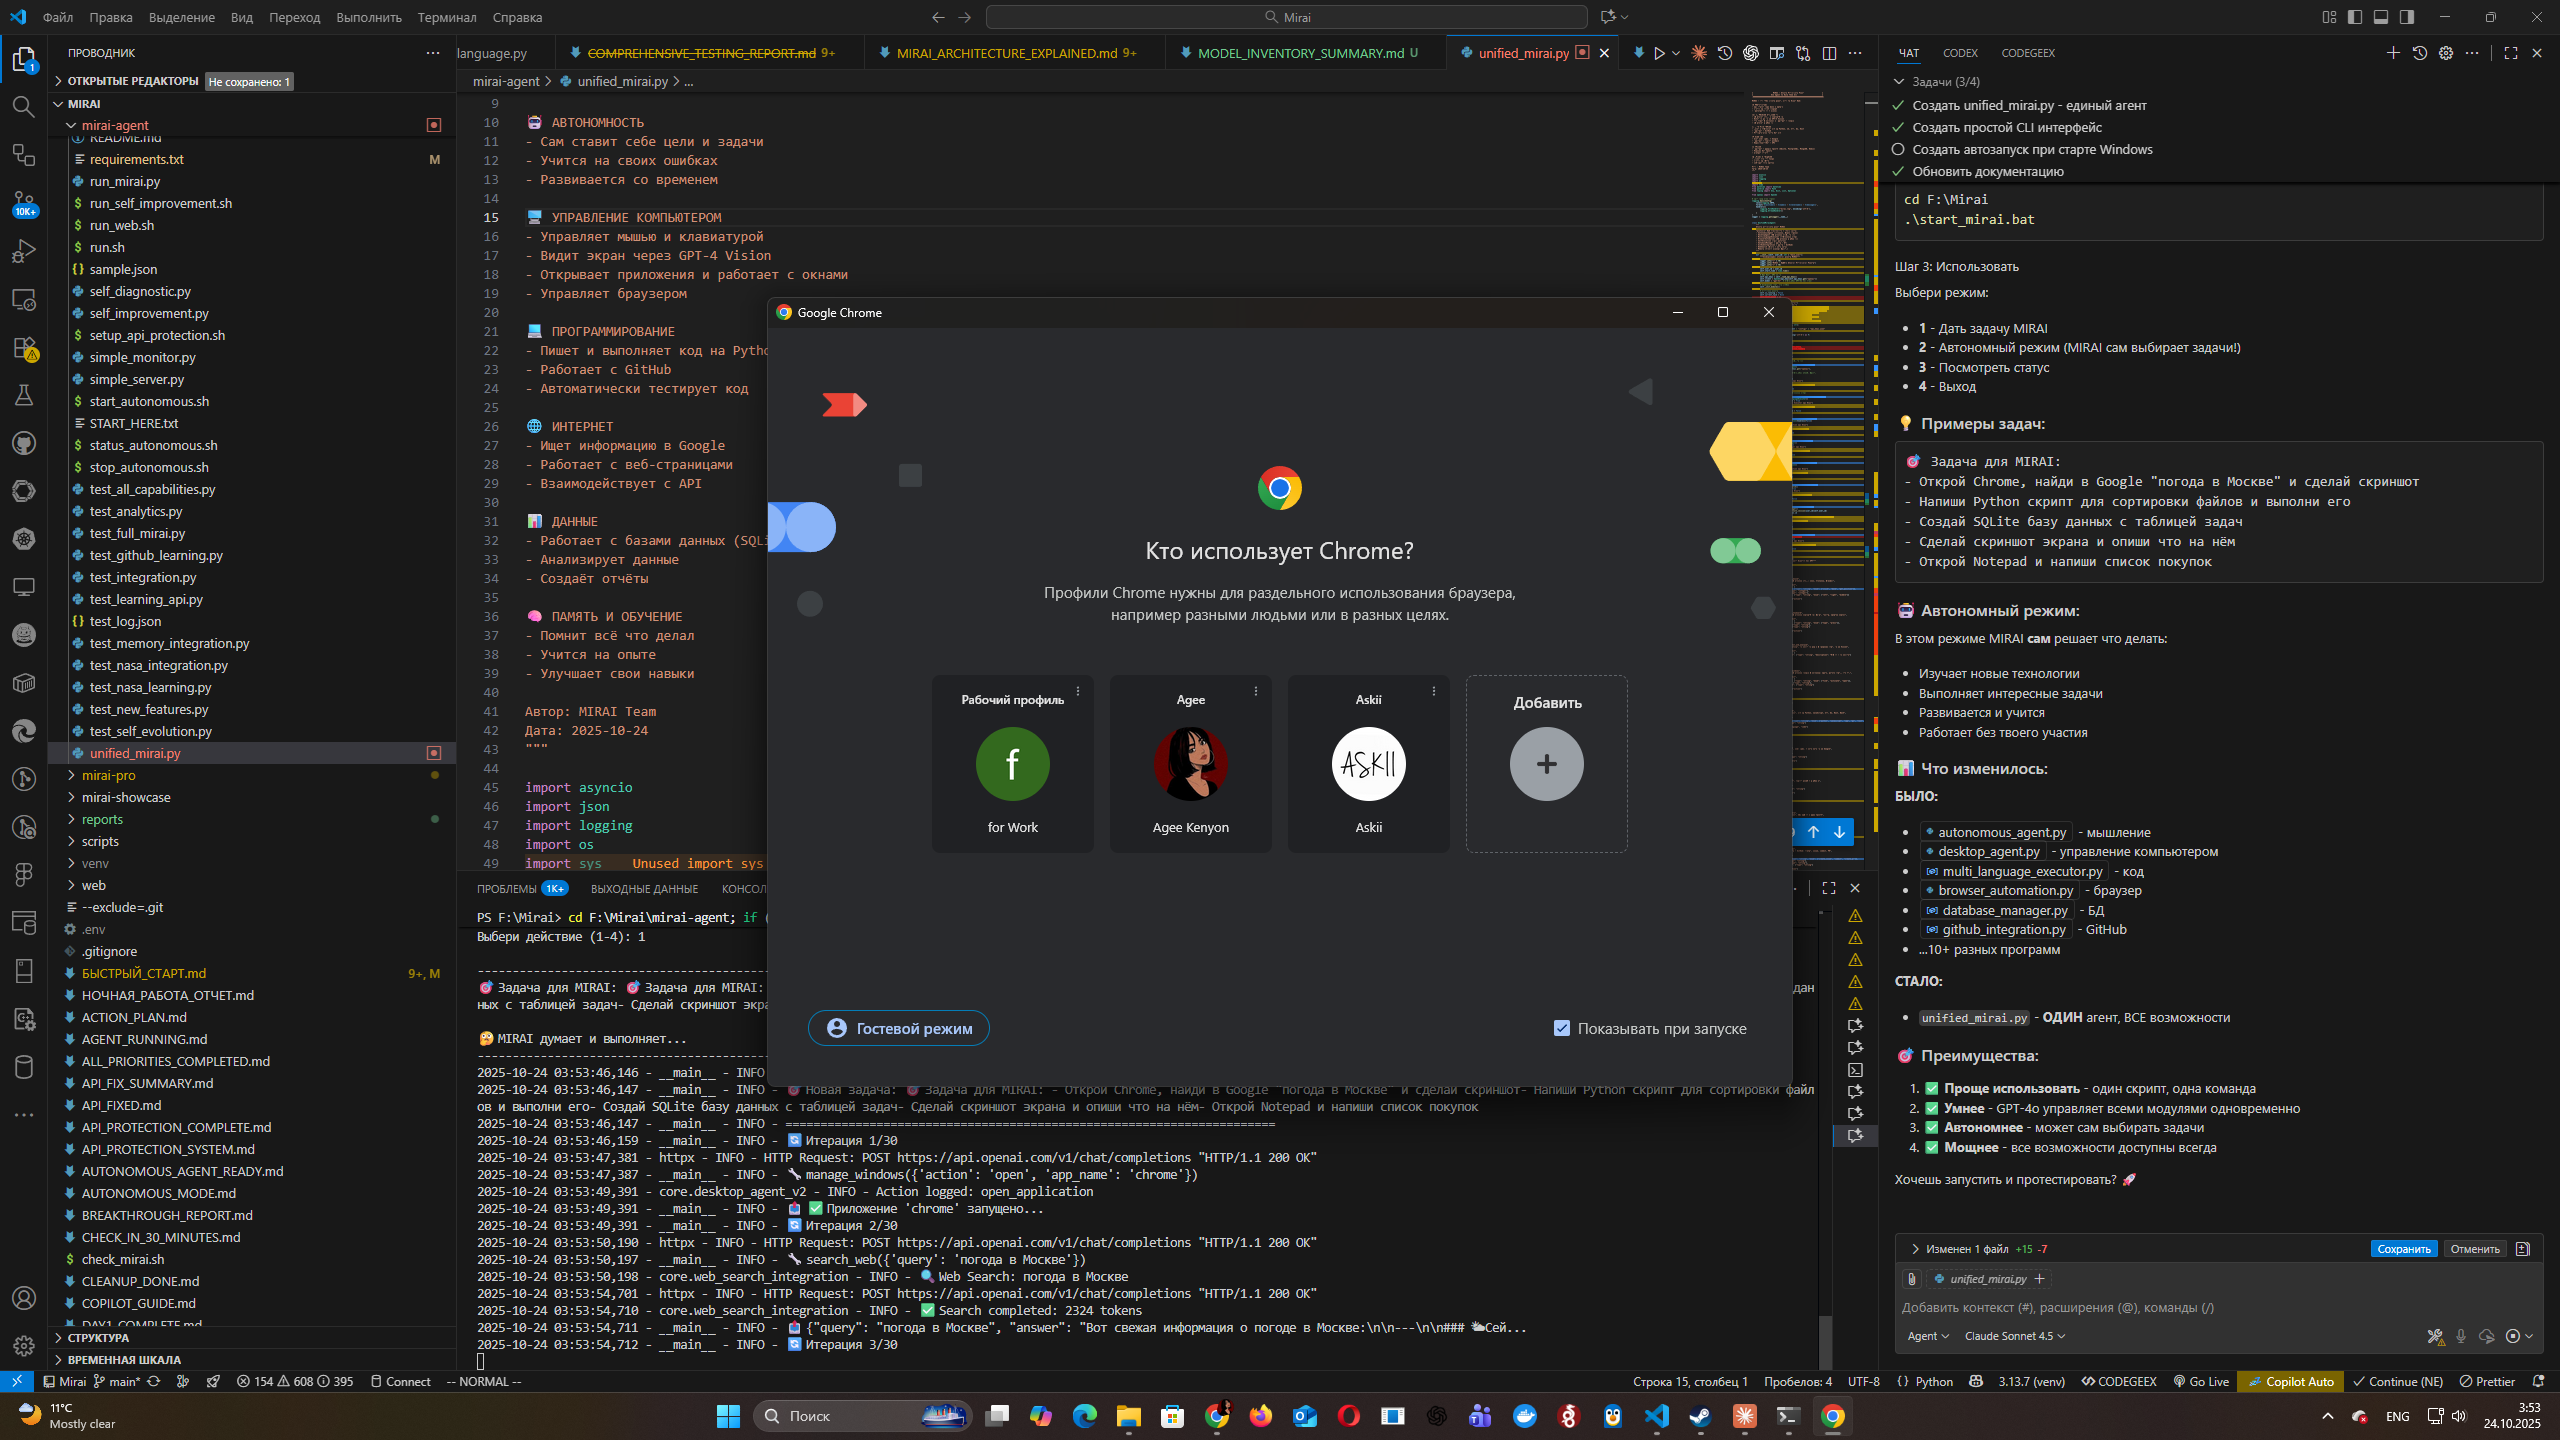 Файл Правка Выделение Вид Переход Выполнить Терминал Справка
Mirai
ПРОВОДНИК
ОТКРЫТЫЕ РЕДАКТОРЫ Не сохранено: 1
MIRAI
mirai-agent
README.md
requirements.txt M
run_mirai.py
run_self_improvement.sh
run_web.sh
run.sh
sample.json
self_diagnostic.py
self_improvement.py
setup_api_protection.sh
simple_monitor.py
simple_server.py
start_autonomous.sh
START_HERE.txt
status_autonomous.sh
stop_autonomous.sh
test_all_capabilities.py
test_analytics.py
test_full_mirai.py
test_github_learning.py
test_integration.py
test_learning_api.py
test_log.json
test_memory_integration.py
test_nasa_integration.py
test_nasa_learning.py
test_new_features.py
test_self_evolution.py
unified_mirai.py
mirai-pro
mirai-showcase
reports
scripts
venv
web
--exclude=.git
.env
.gitignore
БЫСТРЫЙ_СТАРТ.md 9+, M
НОЧНАЯ_РАБОТА_ОТЧЕТ.md
ACTION_PLAN.md
AGENT_RUNNING.md
ALL_PRIORITIES_COMPLETED.md
API_FIX_SUMMARY.md
API_FIXED.md
API_PROTECTION_COMPLETE.md
API_PROTECTION_SYSTEM.md
AUTONOMOUS_AGENT_READY.md
AUTONOMOUS_MODE.md
BREAKTHROUGH_REPORT.md
CHECK_IN_30_MINUTES.md
check_mirai.sh
CLEANUP_DONE.md
COPILOT_GUIDE.md
DAY1_COMPLETE.md
СТРУКТУРА
ВРЕМЕННАЯ ШКАЛА
1
10K+
language.py COMPREHENSIVE_TESTING_REPORT.md 9+ MIRAI_ARCHITECTURE_EXPLAINED.md 9+ MODEL_INVENTORY_SUMMARY.md U unified_mirai.py
mirai-agent > unified_mirai.py > ...
9
10 🤖 АВТОНОМНОСТЬ
11 - Сам ставит себе цели и задачи
12 - Учится на своих ошибках
13 - Развивается со временем
14
15 🖥️ УПРАВЛЕНИЕ КОМПЬЮТЕРОМ
16 - Управляет мышью и клавиатурой
17 - Видит экран через GPT-4 Vision
18 - Открывает приложения и работает с окнами
19 - Управляет браузером
20
21 💻 ПРОГРАММИРОВАНИЕ
22 - Пишет и выполняет код на Pytho
23 - Работает с GitHub
24 - Автоматически тестирует код
25
26 🌐 ИНТЕРНЕТ
27 - Ищет информацию в Google
28 - Работает с веб-страницами
29 - Взаимодействует с API
30
31 📊 ДАННЫЕ
32 - Работает с базами данных (SQLi
33 - Анализирует данные
34 - Создаёт отчёты
35
36 🧠 ПАМЯТЬ И ОБУЧЕНИЕ
37 - Помнит всё что делал
38 - Учится на опыте
39 - Улучшает свои навыки
40
41 Автор: MIRAI Team
42 Дата: 2025-10-24
43 """
44
45 import asyncio
46 import json
47 import logging
48 import os
49 import sys Unused import sys
Google Chrome
Кто использует Chrome?
Профили Chrome нужны для раздельного использования браузера,
например разными людьми или в разных целях.
Рабочий профиль Agee Askii Добавить
f ASKII
for Work Agee Kenyon Askii
Гостевой режим
Показывать при запуске
ПРОБЛЕМЫ 1K+ ВЫХОДНЫЕ ДАННЫЕ КОНСОЛ
PS F:\Mirai> cd F:\Mirai\mirai-agent; if (
Выбери действие (1-4): 1
🎯 Задача для MIRAI: 🎯 Задача для MIRAI: дан
ных с таблицей задач- Сделай скриншот экра
🤔 MIRAI думает и выполняет...
2025-10-24 03:53:46,146 - __main__ - INFO
2025-10-24 03:53:46,147 - __main__ - INFO - 🎯 Новая задача: 🎯 Задача для MIRAI: - Открой Chrome, найди в Google "погода в Москве" и сделай скриншот- Напиши Python скрипт для сортировки файл
ов и выполни его- Создай SQLite базу данных с таблицей задач- Сделай скриншот экрана и опиши что на нём- Открой Notepad и напиши список покупок
2025-10-24 03:53:46,147 - __main__ - INFO - ======================================================================
2025-10-24 03:53:46,159 - __main__ - INFO - 🔄 Итерация 1/30
2025-10-24 03:53:47,381 - httpx - INFO - HTTP Request: POST https://api.openai.com/v1/chat/completions "HTTP/1.1 200 OK"
2025-10-24 03:53:47,387 - __main__ - INFO - 🔧 manage_windows({'action': 'open', 'app_name': 'chrome'})
2025-10-24 03:53:49,391 - core.desktop_agent_v2 - INFO - Action logged: open_application
2025-10-24 03:53:49,391 - __main__ - INFO - 📤 ✅ Приложение 'chrome' запущено...
2025-10-24 03:53:49,391 - __main__ - INFO - 🔄 Итерация 2/30
2025-10-24 03:53:50,190 - httpx - INFO - HTTP Request: POST https://api.openai.com/v1/chat/completions "HTTP/1.1 200 OK"
2025-10-24 03:53:50,197 - __main__ - INFO - 🔧 search_web({'query': 'погода в Москве'})
2025-10-24 03:53:50,198 - core.web_search_integration - INFO - 🔍 Web Search: погода в Москве
2025-10-24 03:53:54,701 - httpx - INFO - HTTP Request: POST https://api.openai.com/v1/chat/completions "HTTP/1.1 200 OK"
2025-10-24 03:53:54,710 - core.web_search_integration - INFO - ✅ Search completed: 2324 tokens
2025-10-24 03:53:54,711 - __main__ - INFO - 📤 {"query": "погода в Москве", "answer": "Вот свежая информация о погоде в Москве:\n\n---\n\n### 🌥️Сей...
2025-10-24 03:53:54,712 - __main__ - INFO - 🔄 Итерация 3/30
ЧАТ CODEX CODEGEEX
Задачи (3/4)
Создать unified_mirai.py - единый агент
Создать простой CLI интерфейс
Создать автозапуск при старте Windows
Обновить документацию
cd F:\Mirai
.\start_mirai.bat
Шаг 3: Использовать
Выбери режим:
• 1 - Дать задачу MIRAI
• 2 - Автономный режим (MIRAI сам выбирает задачи!)
• 3 - Посмотреть статус
• 4 - Выход
💡 Примеры задач:
🎯 Задача для MIRAI:
- Открой Chrome, найди в Google "погода в Москве" и сделай скриншот
- Напиши Python скрипт для сортировки файлов и выполни его
- Создай SQLite базу данных с таблицей задач
- Сделай скриншот экрана и опиши что на нём
- Открой Notepad и напиши список покупок
🤖 Автономный режим:
В этом режиме MIRAI сам решает что делать:
• Изучает новые технологии
• Выполняет интересные задачи
• Развивается и учится
• Работает без твоего участия
📊 Что изменилось:
БЫЛО:
• autonomous_agent.py - мышление
• desktop_agent.py - управление компьютером
• multi_language_executor.py - код
• browser_automation.py - браузер
• database_manager.py - БД
• github_integration.py - GitHub
• ...10+ разных программ
СТАЛО:
• unified_mirai.py - ОДИН агент, ВСЕ возможности
🎯 Преимущества:
1. ✅ Проще использовать - один скрипт, одна команда
2. ✅ Умнее - GPT-4o управляет всеми модулями одновременно
3. ✅ Автономнее - может сам выбирать задачи
4. ✅ Мощнее - все возможности доступны всегда
Хочешь запустить и протестировать? 🚀
Изменен 1 файл +15 -7 Сохранить Отменить
unified_mirai.py
Добавить контекст (#), расширения (@), команды (/)
Agent Claude Sonnet 4.5
Mirai main* 154 608 395 Connect -- NORMAL -- Строка 15, столбец 1 Пробелов: 4 UTF-8 Python 3.13.7 (venv) CODEGEEX Go Live Copilot Auto Continue (NE) Prettier
11°C
Mostly clear
Поиск
ENG
3:53
24.10.2025